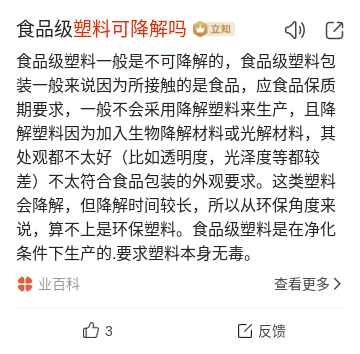 食品级塑料可降解吗 立知
食品级塑料一般是不可降解的，食品级塑料包
装一般来说因为所接触的是食品，应食品保质
期要求，一般不会采用降解塑料来生产，且降
解塑料因为加入生物降解材料或光解材料，其
处观都不太好（比如透明度，光泽度等都较
差）不太符合食品包装的外观要求。这类塑料
会降解，但降解时间较长，所以从环保角度来
说，算不上是环保塑料。食品级塑料是在净化
条件下生产的.要求塑料本身无毒。
业百科 查看更多
3 反馈